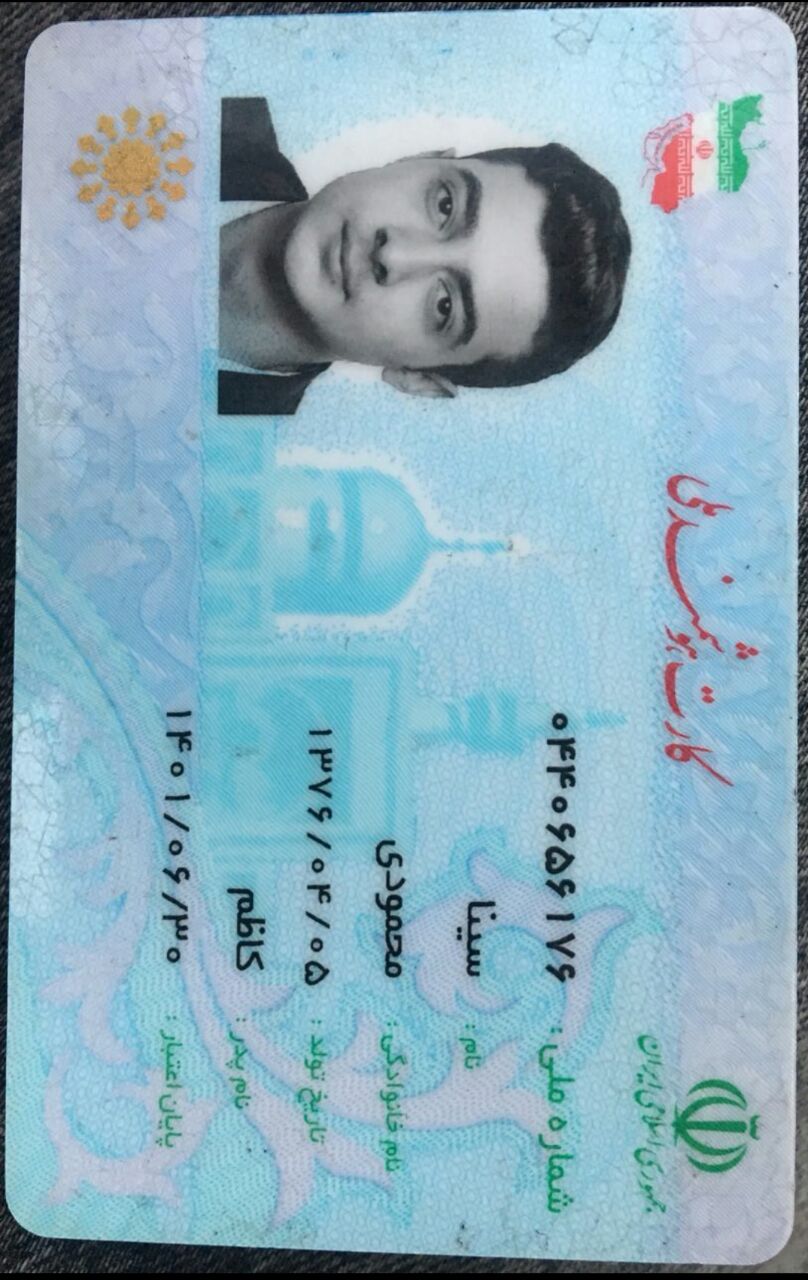 جمهوری اسلامی ایران
کارت هوشمند ملی
شماره ملی: ۰۴۴۰۶۵۶۱۷۶
نام: سینا
نام خانوادگی: محمودی
تاریخ تولد: ۱۳۷۶/۰۴/۰۵
نام پدر: کاظم
پایان اعتبار: ۱۴۰۱/۰۶/۳۰